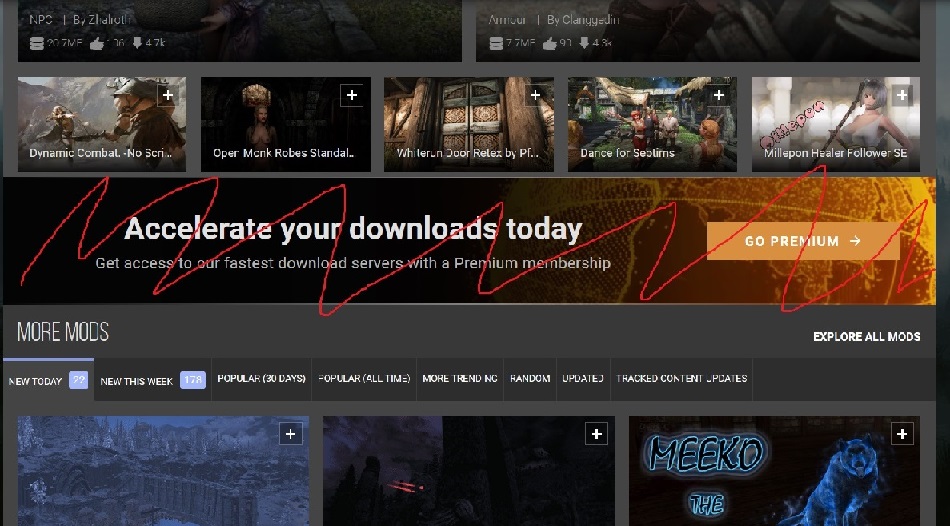 NPC | By Zhalroth
Armour | By Clanggedin
20.7MB 136 4.7k
7.7MB 93 4.3k
Dynamic Combat. -No Scri...
Open Monk Robes Standal...
Whiterun Door Retex by Pf...
Dance for Septims
Millepon
Millepon Healer Follower SE
Accelerate your downloads today
Get access to our fastest download servers with a Premium membership
GO PREMIUM →
MORE MODS
EXPLORE ALL MODS
NEW TODAY 22 NEW THIS WEEK 178 POPULAR (30 DAYS) POPULAR (ALL TIME) MORE TRENDING RANDOM UPDATED TRACKED CONTENT UPDATES
MEEKO
THE